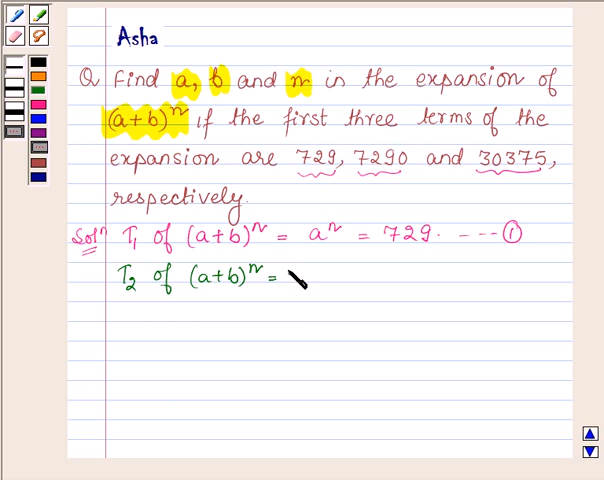 Asha
Q Find a, b and n in the expansion of
(a+b)ⁿ if the first three terms of the
expansion are 729, 7290 and 30375,
respectively.
Solⁿ T₁ of (a+b)ⁿ = aⁿ = 729. ---- ①
T₂ of (a+b)ⁿ =